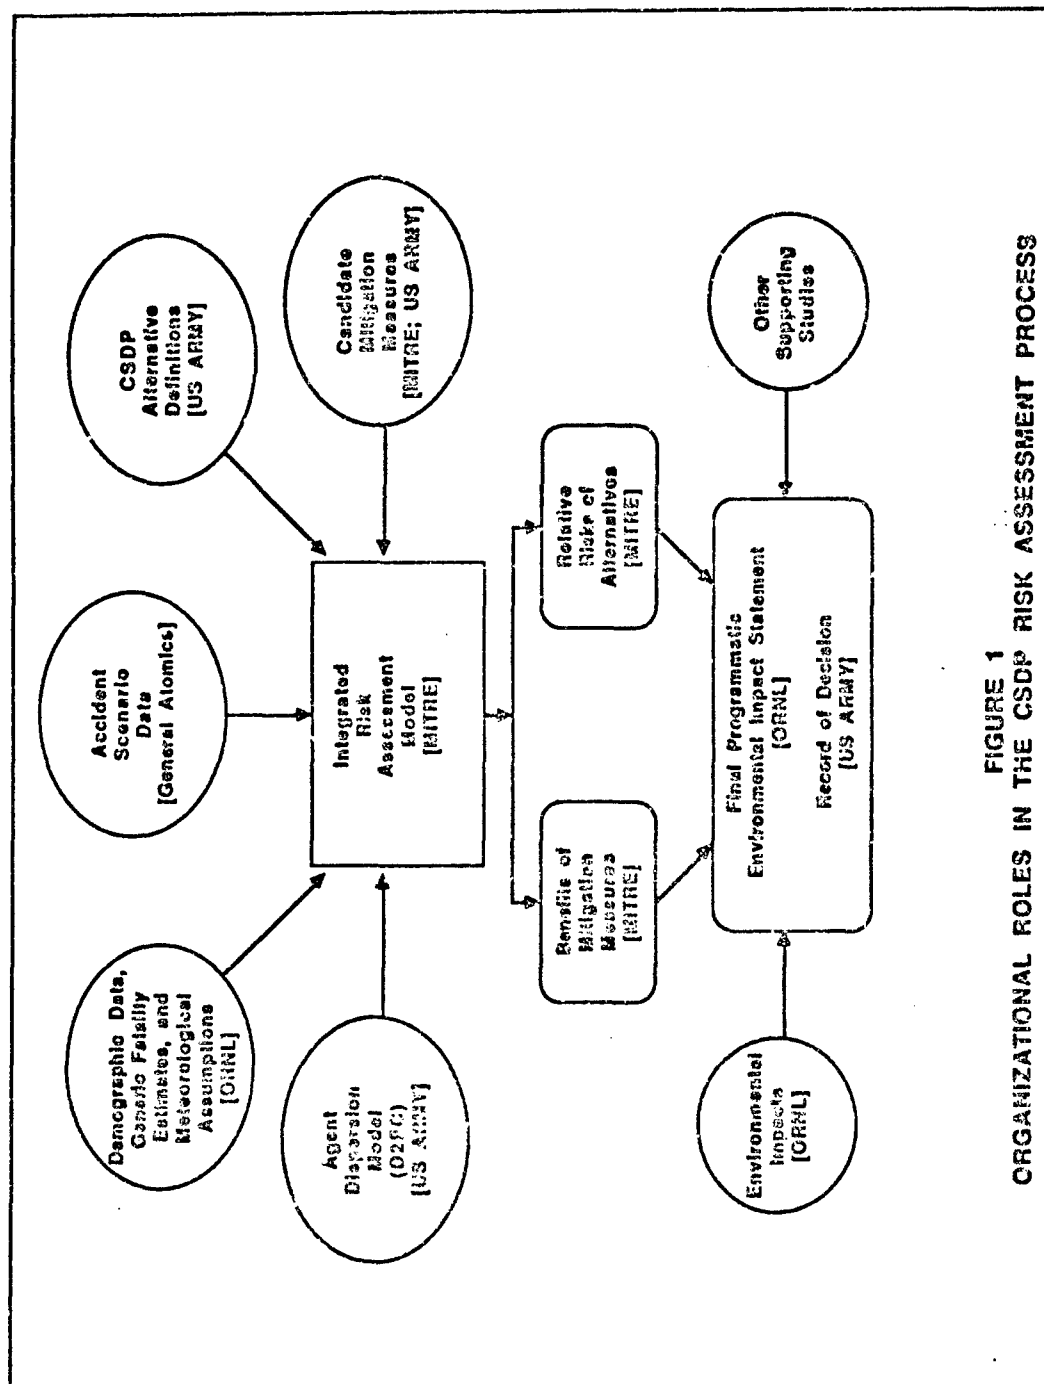 Demographic Data,
Generic Fatality
Estimates, and
Meteorological
Assumptions
[ORNL]
Accident
Scenario
Data
[General Atomics]
CSDP
Alternative
Definitions
[US ARMY]
Agent
Dispersion
Model
(D2PC)
[US ARMY]
Integrated
Risk
Assessment
Model
[MITRE]
Candidate
Mitigation
Measures
[MITRE; US ARMY]
Benefits of
Mitigation
Measures
[MITRE]
Relative
Risks of
Alternatives
[MITRE]
Environmental
Impacts
[ORNL]
Final Programmatic
Environmental Impact Statement
[ORNL]
Record of Decision
[US ARMY]
Other
Supporting
Studies
FIGURE 1
ORGANIZATIONAL ROLES IN THE CSDP RISK ASSESSMENT PROCESS